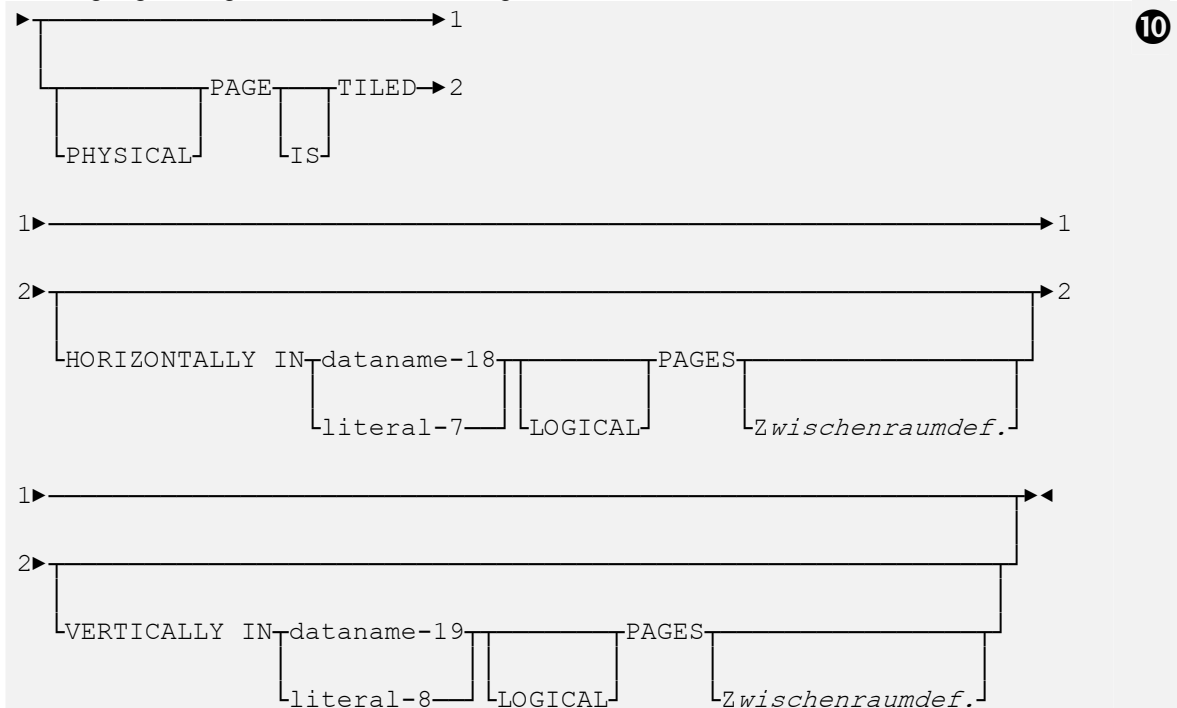 1 ❿
PAGE TILED 2
PHYSICAL IS
1 1
2 2
HORIZONTALLY IN dataname-18 PAGES
literal-7 LOGICAL Zwischenraumdef.
1
2
VERTICALLY IN dataname-19 PAGES
literal-8 LOGICAL Zwischenraumdef.